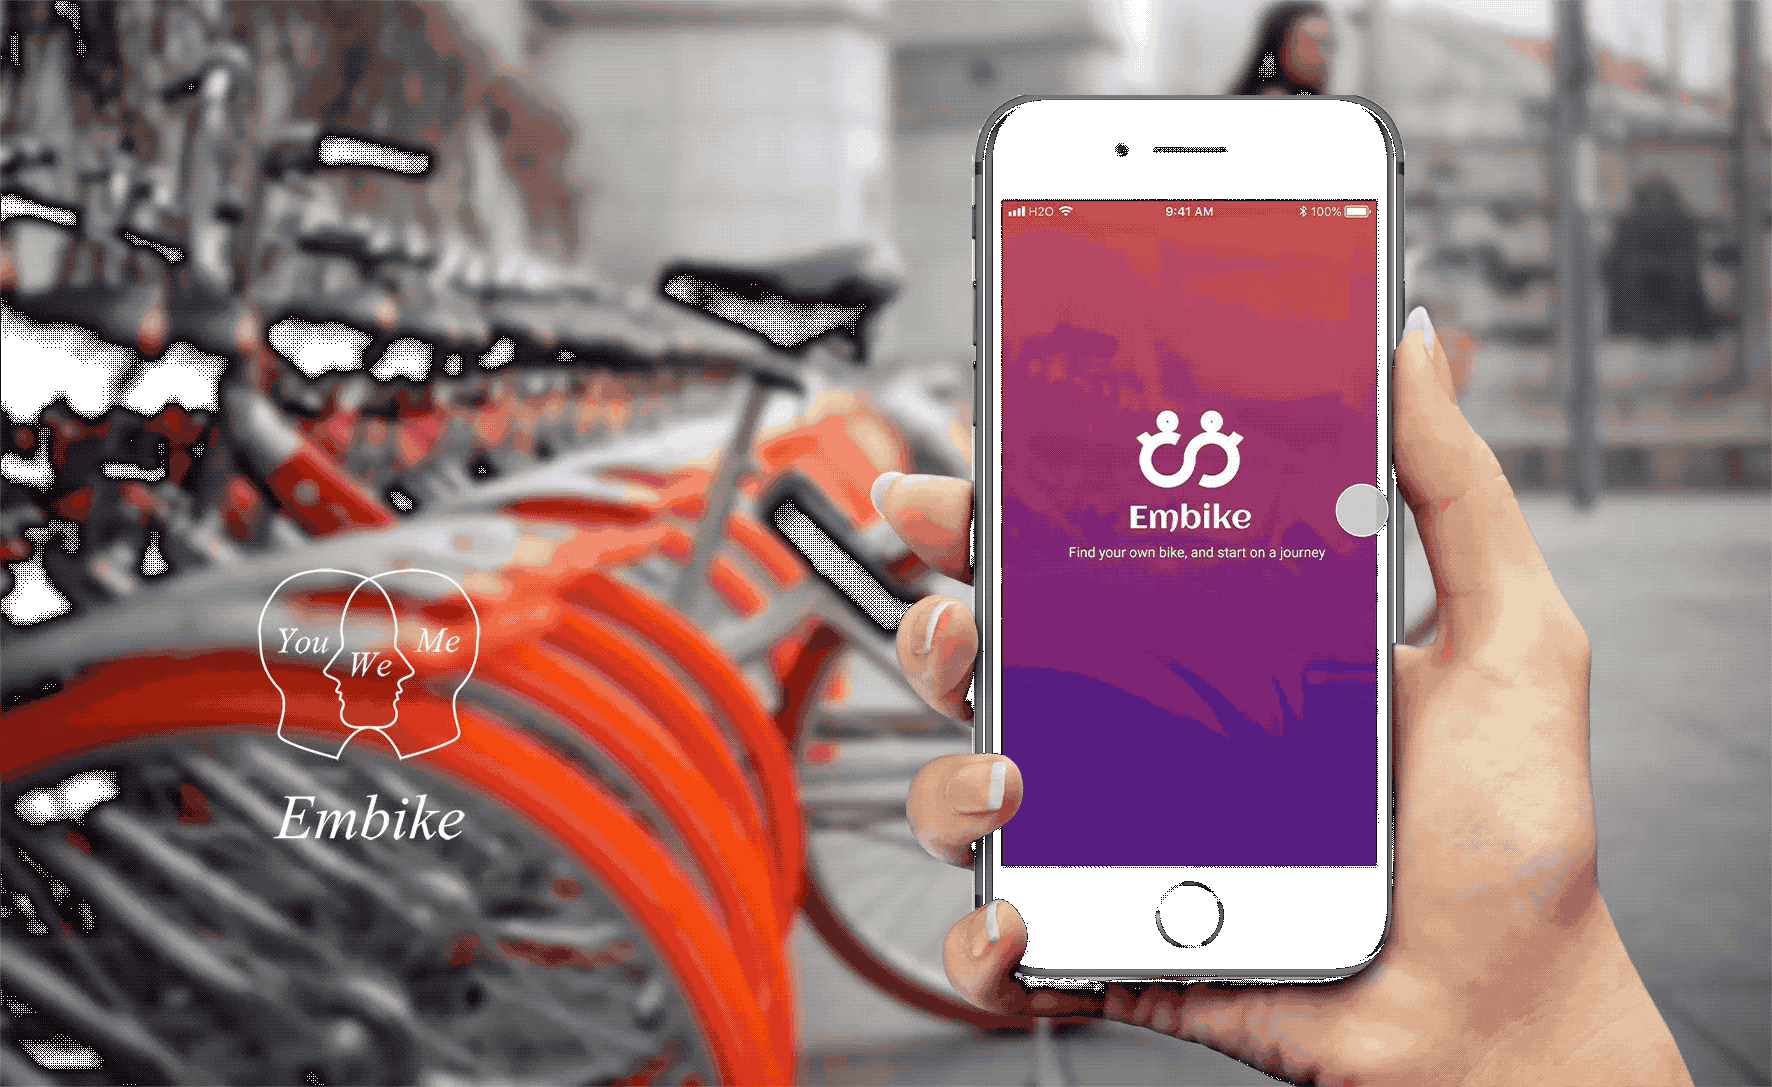 H2O 9:41 AM 100%
Embike
Find your own bike, and start on a journey
You Me
We
Embike